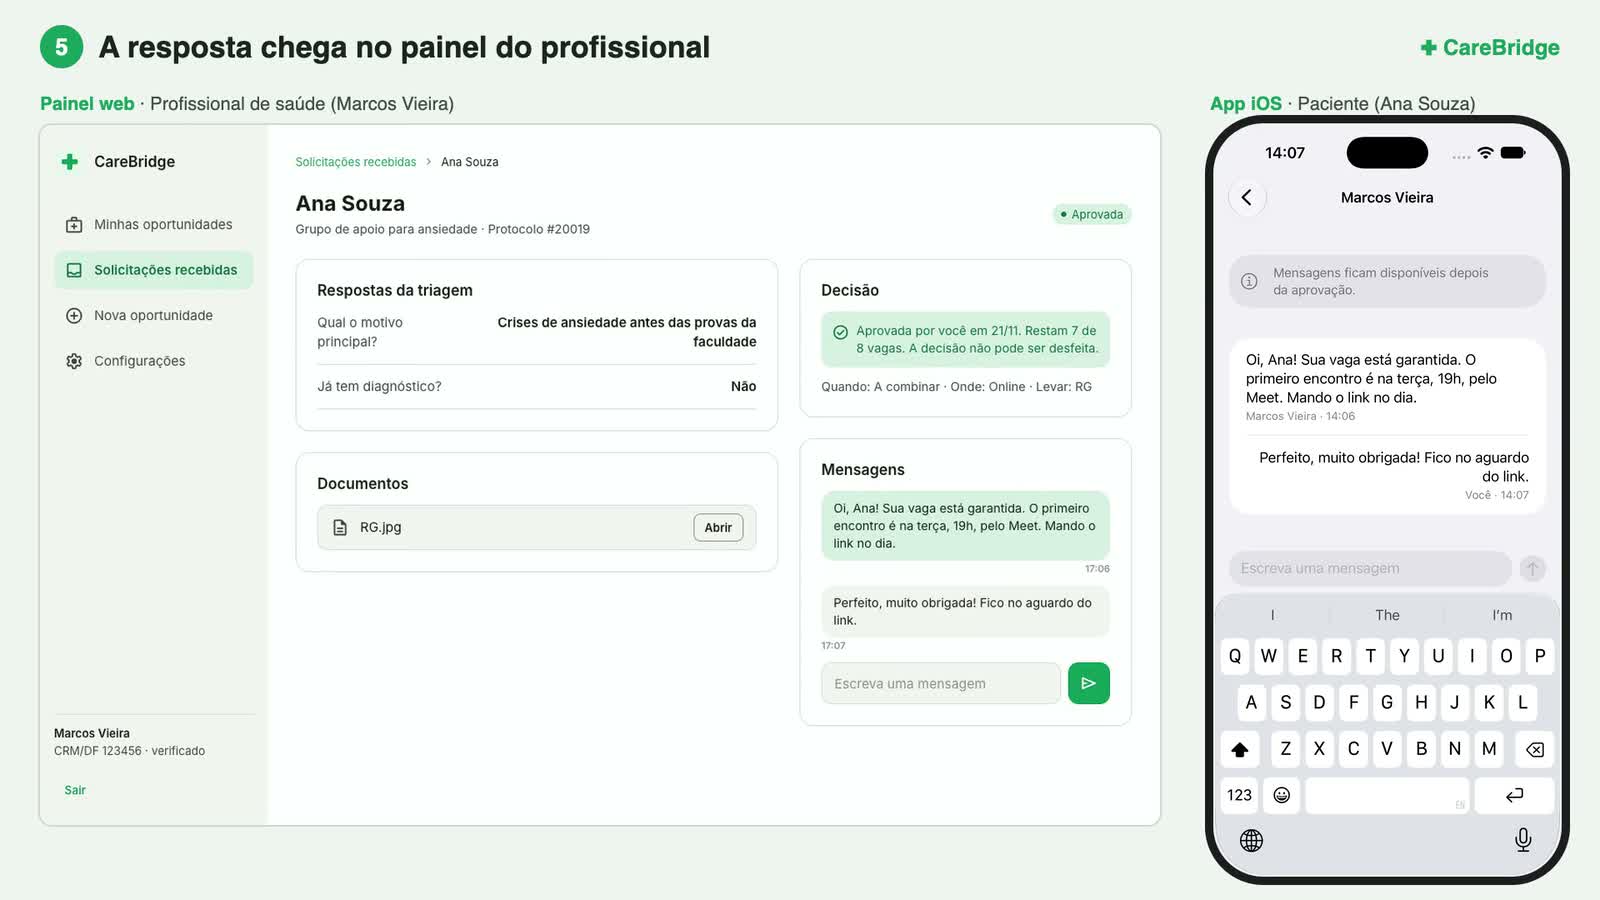 5 A resposta chega no painel do profissional
CareBridge
Painel web · Profissional de saúde (Marcos Vieira)
CareBridge
Minhas oportunidades
Solicitações recebidas
Nova oportunidade
Configurações
Marcos Vieira
CRM/DF 123456 · verificado
Sair
Solicitações recebidas › Ana Souza
Ana Souza
Grupo de apoio para ansiedade · Protocolo #20019
Aprovada
Respostas da triagem
Qual o motivo
principal?
Crises de ansiedade antes das provas da
faculdade
Já tem diagnóstico?
Não
Documentos
RG.jpg
Abrir
Decisão
Aprovada por você em 21/11. Restam 7 de
8 vagas. A decisão não pode ser desfeita.
Quando: A combinar · Onde: Online · Levar: RG
Mensagens
Oi, Ana! Sua vaga está garantida. O primeiro
encontro é na terça, 19h, pelo Meet. Mando o
link no dia.
17:06
Perfeito, muito obrigada! Fico no aguardo do
link.
17:07
Escreva uma mensagem
App iOS · Paciente (Ana Souza)
14:07
Marcos Vieira
Mensagens ficam disponíveis depois
da aprovação.
Oi, Ana! Sua vaga está garantida. O
primeiro encontro é na terça, 19h, pelo
Meet. Mando o link no dia.
Marcos Vieira · 14:06
Perfeito, muito obrigada! Fico no aguardo
do link.
Você · 14:07
Escreva uma mensagem
I The I'm
Q W E R T Y U I O P
A S D F G H J K L
Z X C V B N M
123
EN